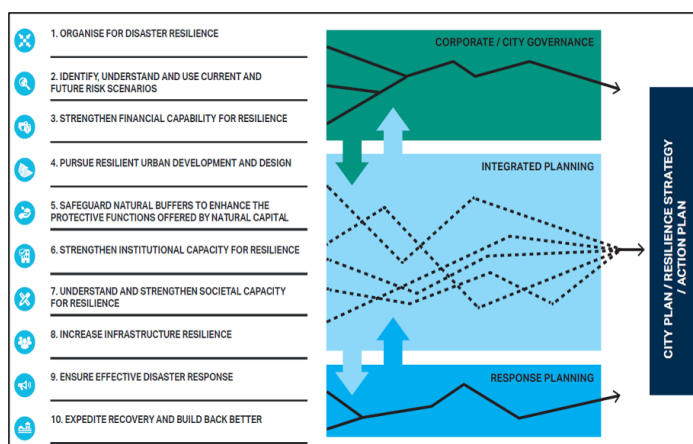 1. ORGANISE FOR DISASTER RESILIENCE
2. IDENTIFY, UNDERSTAND AND USE CURRENT AND
FUTURE RISK SCENARIOS
3. STRENGTHEN FINANCIAL CAPABILITY FOR RESILIENCE
4. PURSUE RESILIENT URBAN DEVELOPMENT AND DESIGN
5. SAFEGUARD NATURAL BUFFERS TO ENHANCE THE
PROTECTIVE FUNCTIONS OFFERED BY NATURAL CAPITAL
6. STRENGTHEN INSTITUTIONAL CAPACITY FOR RESILIENCE
7. UNDERSTAND AND STRENGTHEN SOCIETAL CAPACITY
FOR RESILIENCE
8. INCREASE INFRASTRUCTURE RESILIENCE
9. ENSURE EFFECTIVE DISASTER RESPONSE
10. EXPEDITE RECOVERY AND BUILD BACK BETTER
CORPORATE / CITY GOVERNANCE
INTEGRATED PLANNING
RESPONSE PLANNING
CITY PLAN / RESILIENCE STRATEGY
/ ACTION PLAN